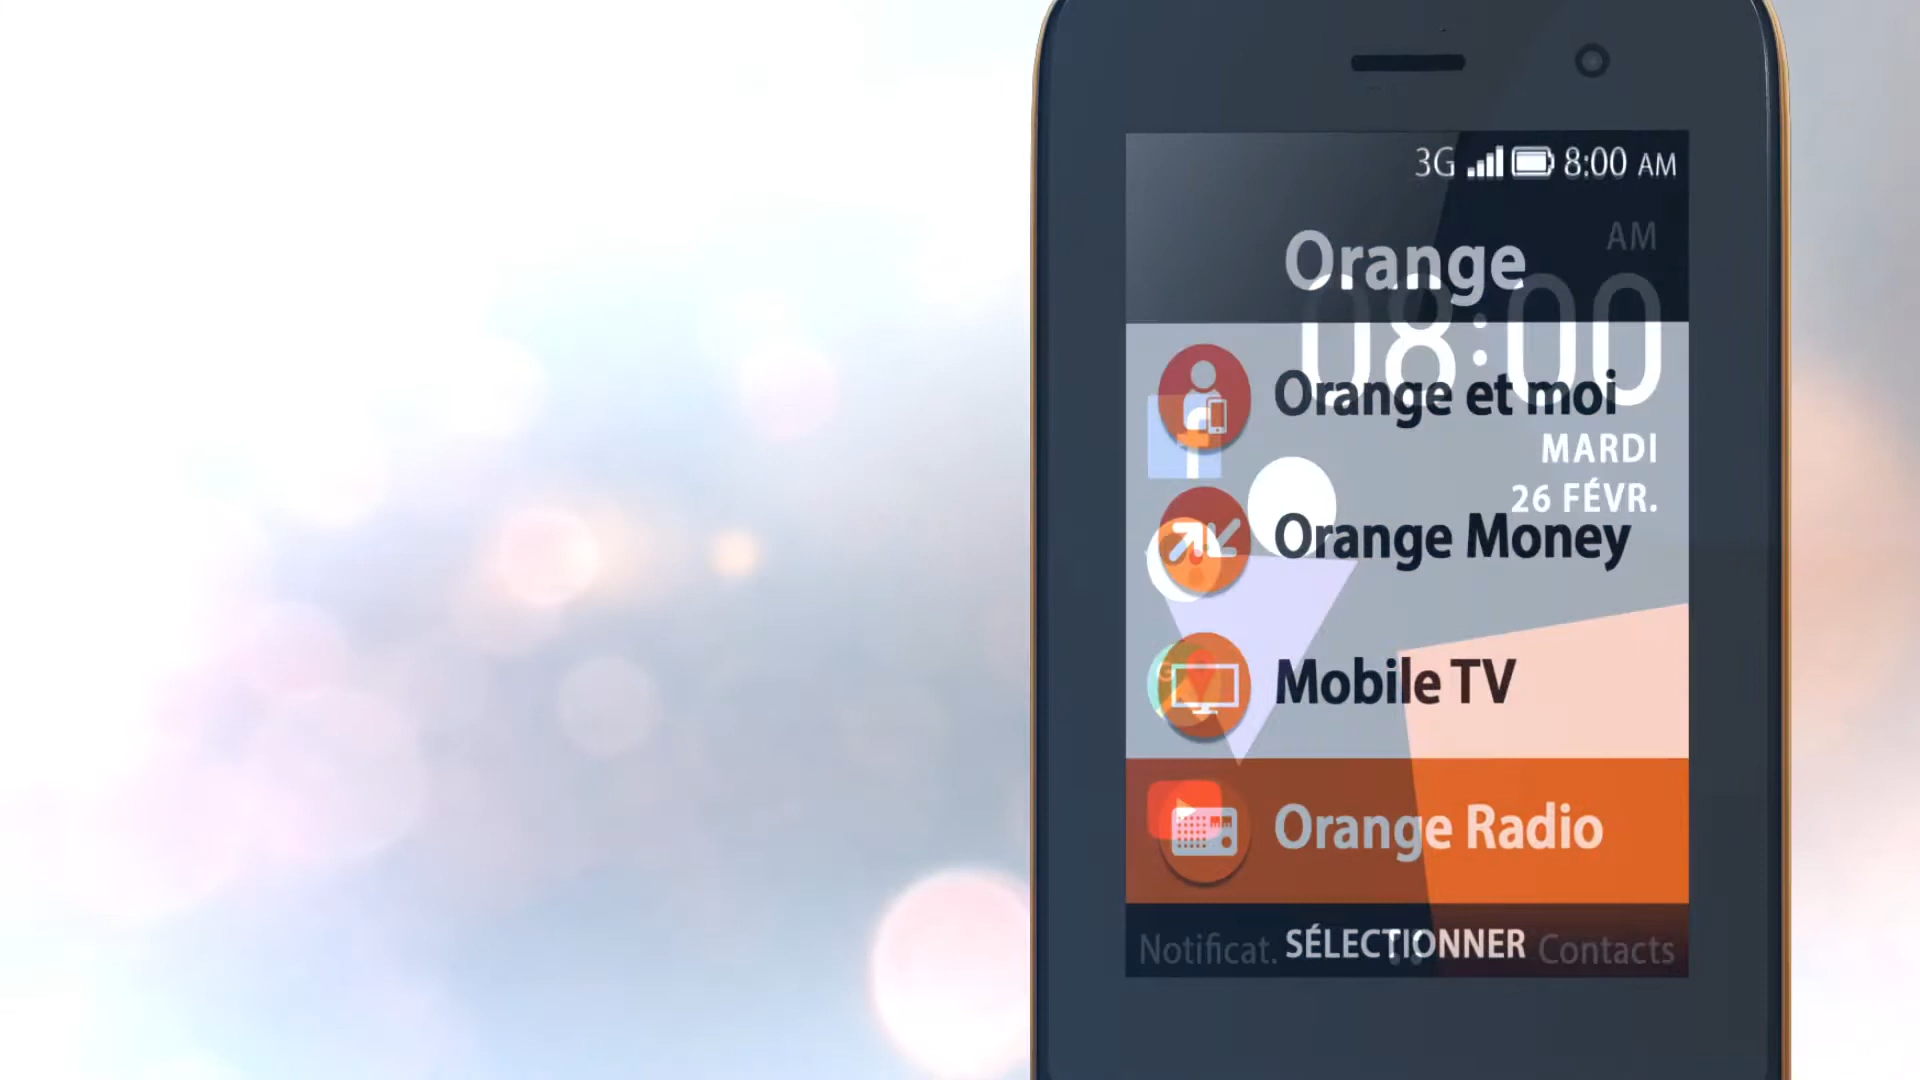 3G 8:00 AM
AM
Orange
08:00
Orange et moi
MARDI
26 FÉVR.
Orange Money
Mobile TV
Orange Radio
Notificat. SÉLECTIONNER Contacts